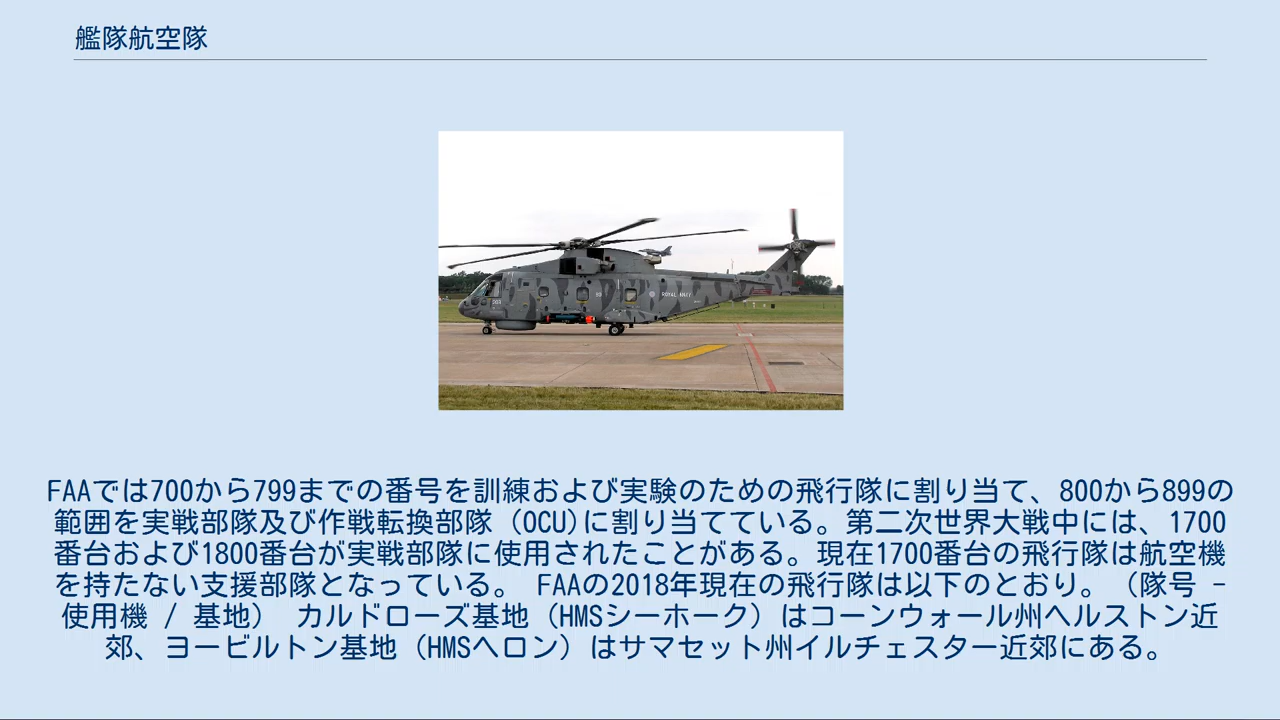 艦隊航空隊
ROYAL NAVY
FAAでは700から799までの番号を訓練および実験のための飛行隊に割り当て、800から899の
範囲を実戦部隊及び作戦転換部隊（OCU)に割り当てている。第二次世界大戦中には、1700
番台および1800番台が実戦部隊に使用されたことがある。現在1700番台の飛行隊は航空機
を持たない支援部隊となっている。 FAAの2018年現在の飛行隊は以下のとおり。（隊号 -
使用機 / 基地） カルドローズ基地（HMSシーホーク）はコーンウォール州ヘルストン近
郊、ヨービルトン基地（HMSヘロン）はサマセット州イルチェスター近郊にある。